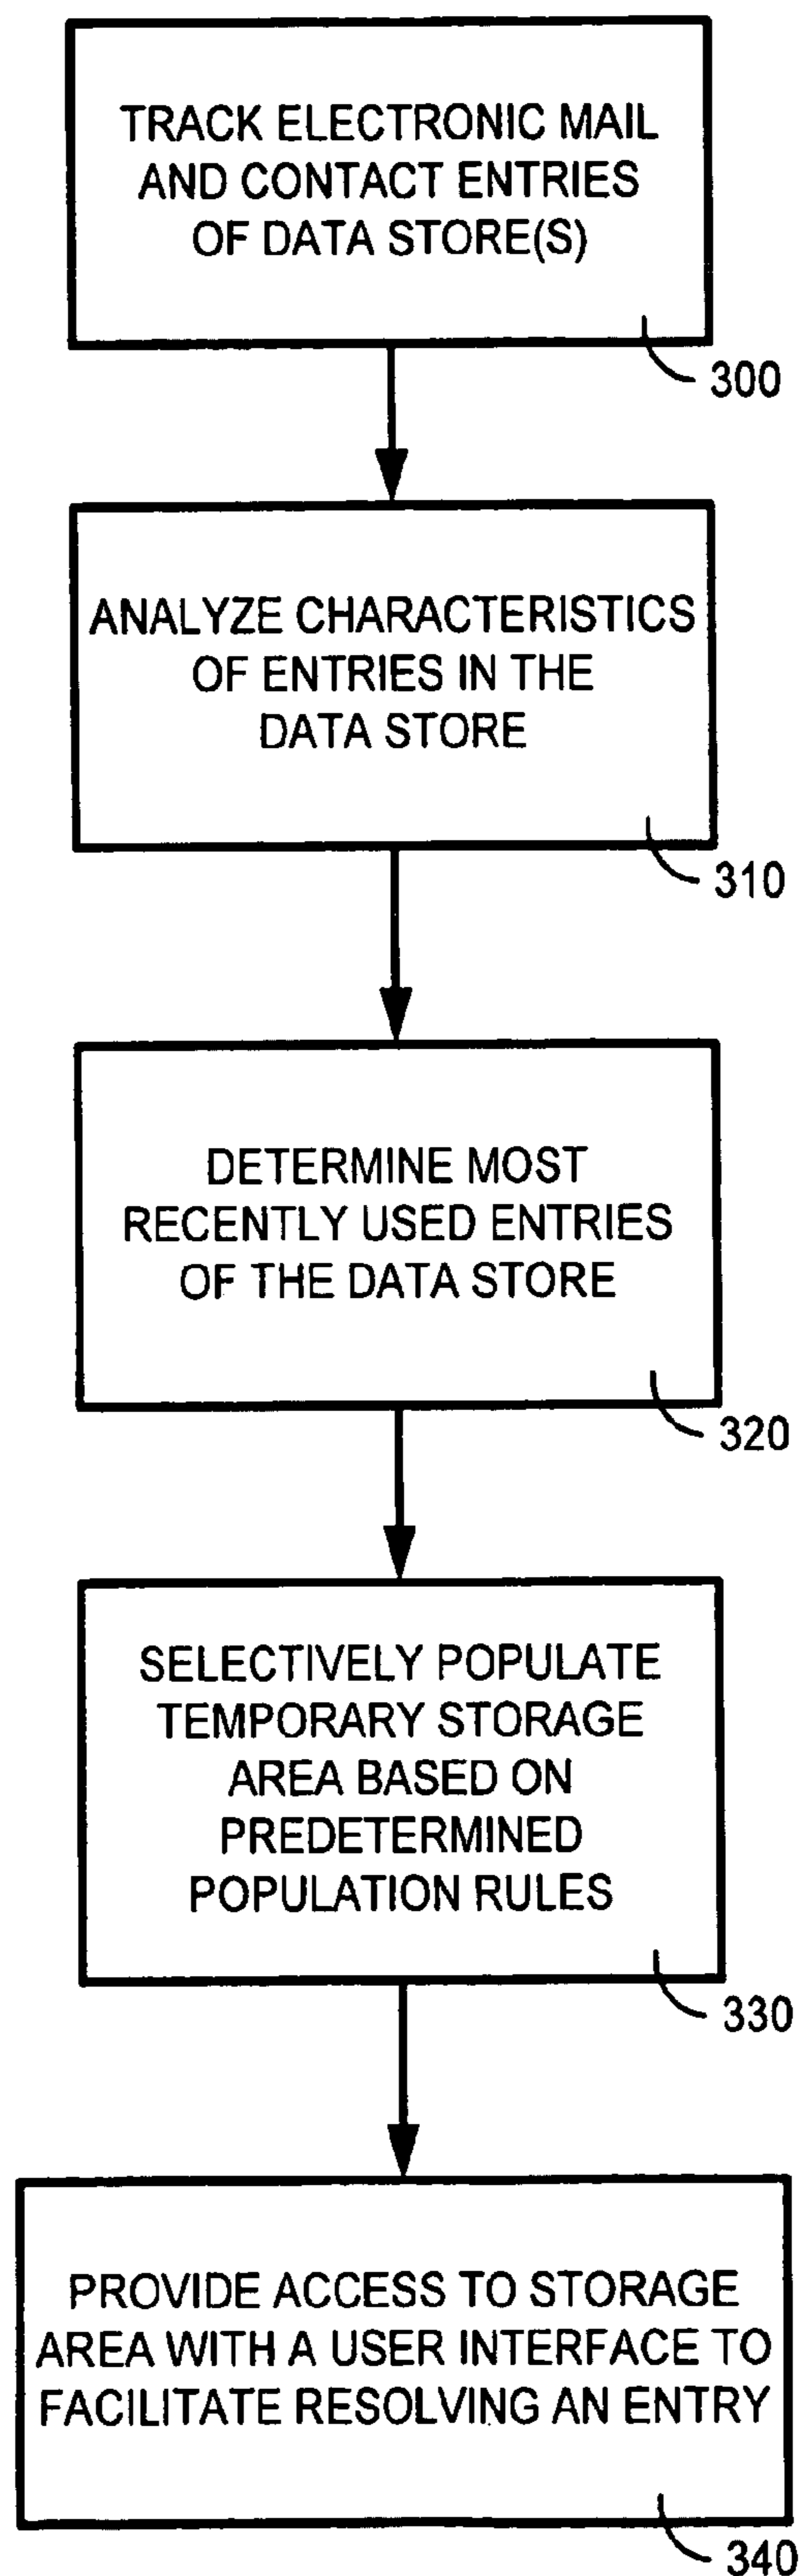 TRACK ELECTRONIC MAIL
AND CONTACT ENTRIES
OF DATA STORE(S)
300
ANALYZE CHARACTERISTICS
OF ENTRIES IN THE
DATA STORE
310
DETERMINE MOST
RECENTLY USED ENTRIES
OF THE DATA STORE
320
SELECTIVELY POPULATE
TEMPORARY STORAGE
AREA BASED ON
PREDETERMINED
POPULATION RULES
330
PROVIDE ACCESS TO STORAGE
AREA WITH A USER INTERFACE TO
FACILITATE RESOLVING AN ENTRY
340